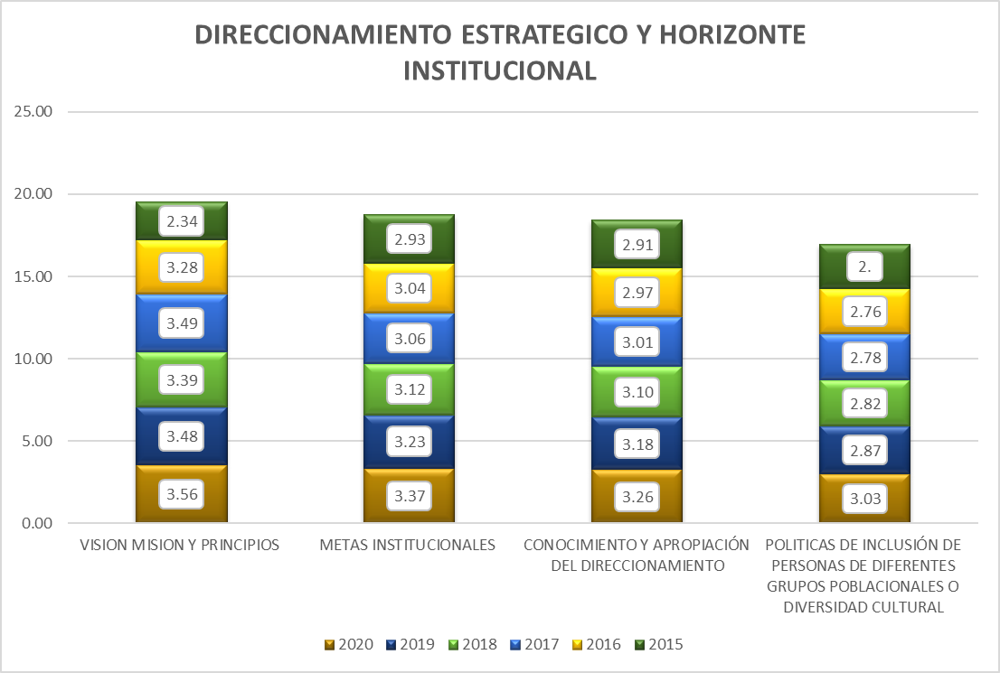 DIRECCIONAMIENTO ESTRATEGICO Y HORIZONTE
INSTITUCIONAL
25.00
20.00
15.00
10.00
5.00
0.00
2.34
3.28
3.49
3.39
3.48
3.56
2.93
3.04
3.06
3.12
3.23
3.37
2.91
2.97
3.01
3.10
3.18
3.26
2.
2.76
2.78
2.82
2.87
3.03
VISION MISION Y PRINCIPIOS
METAS INSTITUCIONALES
CONOCIMIENTO Y APROPIACIÓN
DEL DIRECCIONAMIENTO
POLITICAS DE INCLUSIÓN DE
PERSONAS DE DIFERENTES
GRUPOS POBLACIONALES O
DIVERSIDAD CULTURAL
2020 2019 2018 2017 2016 2015